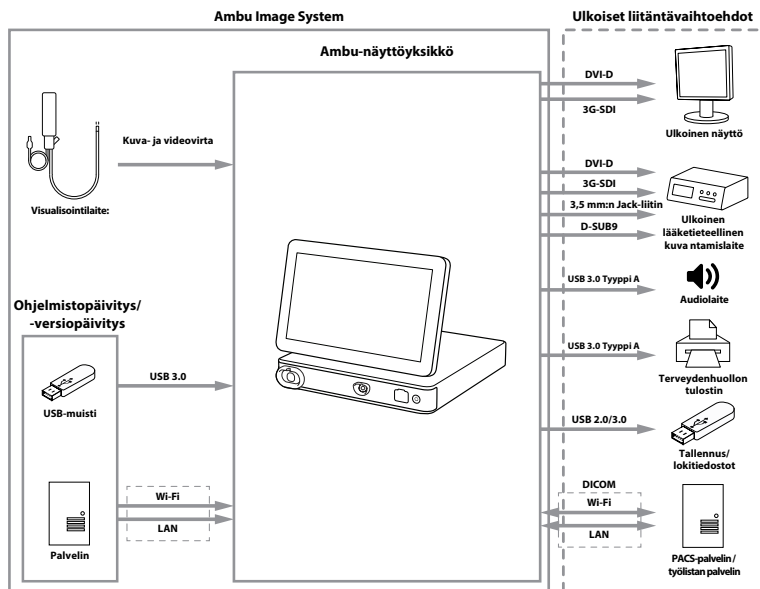 Ambu Image System
Ulkoiset liitäntävaihtoehdot
Ambu-näyttöyksikkö
Kuva- ja videovirta
Visualisointilaite:
Ohjelmistopäivitys/
-versiopäivitys
USB-muisti
USB 3.0
Wi-Fi
LAN
Palvelin
DVI-D
3G-SDI
Ulkoinen näyttö
DVI-D
3G-SDI
3,5 mm:n Jack-liitin
D-SUB9
Ulkoinen
lääketieteellinen
kuva ntamislaite
USB 3.0 Tyyppi A
Audiolaite
USB 3.0 Tyyppi A
Terveydenhuollon
tulostin
USB 2.0/3.0
Tallennus/
lokitiedostot
DICOM
Wi-Fi
LAN
PACS-palvelin /
työlistan palvelin